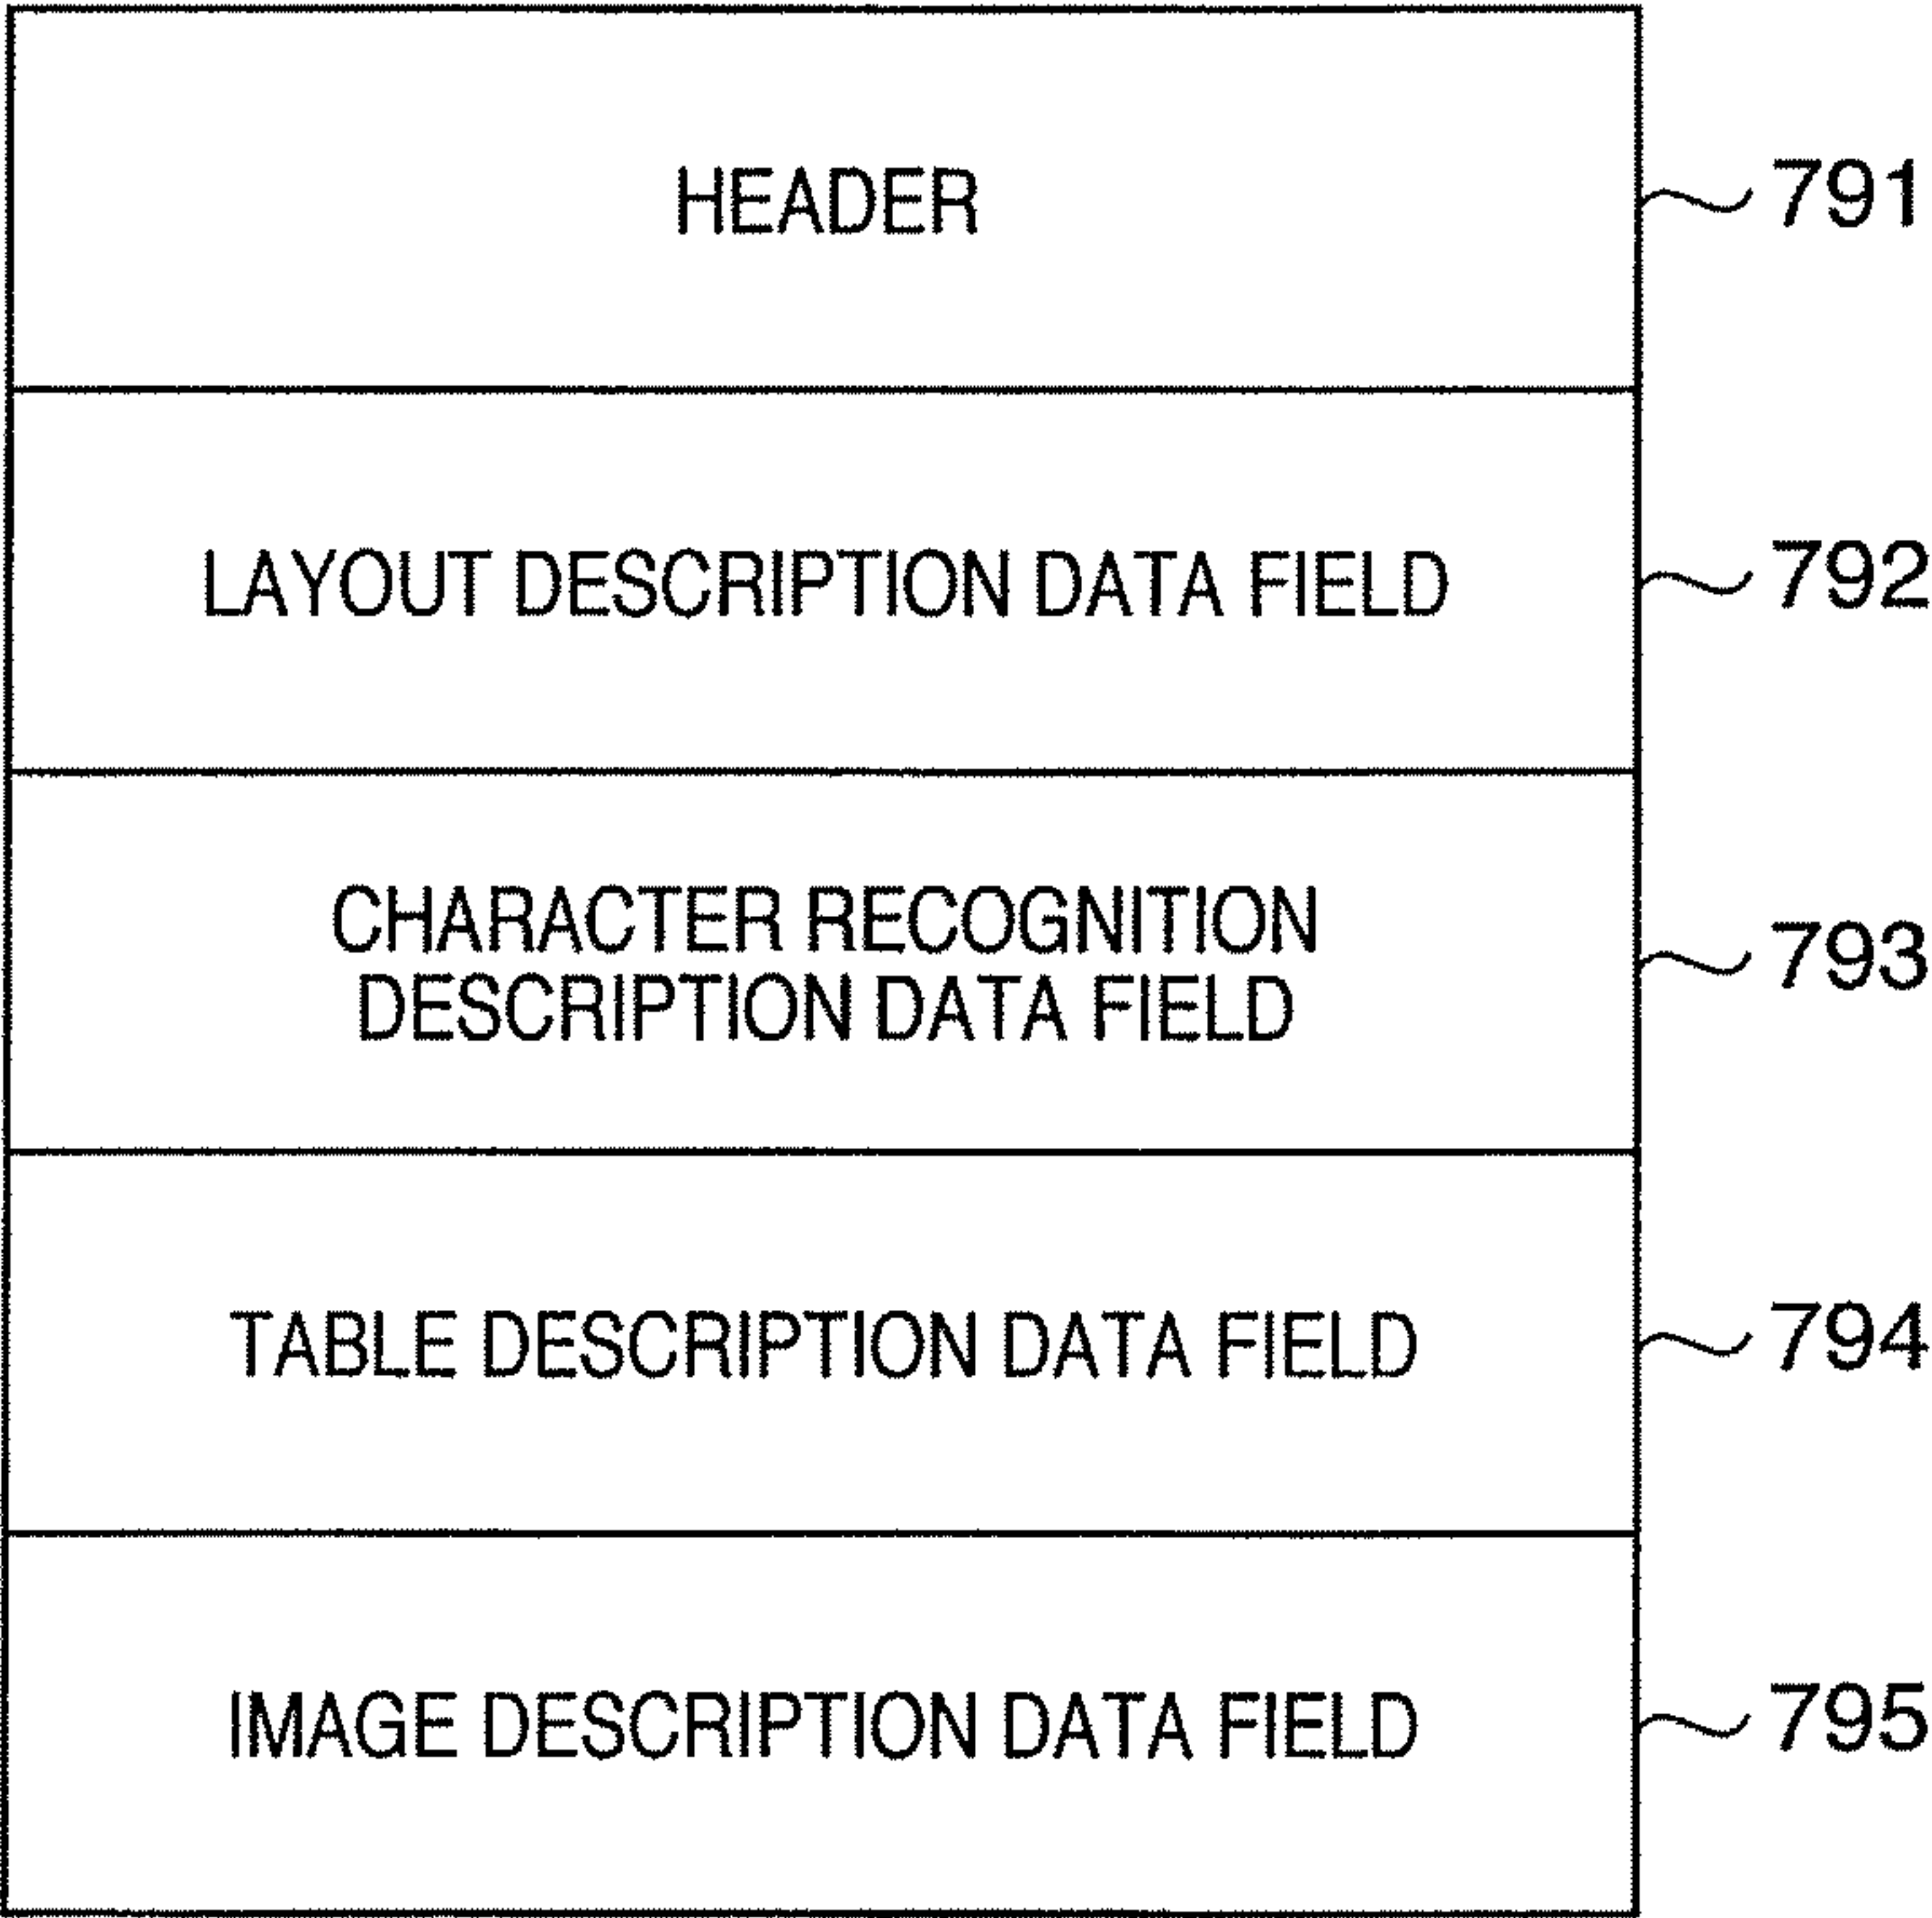 HEADER 791
LAYOUT DESCRIPTION DATA FIELD 792
CHARACTER RECOGNITION
DESCRIPTION DATA FIELD 793
TABLE DESCRIPTION DATA FIELD 794
IMAGE DESCRIPTION DATA FIELD 795